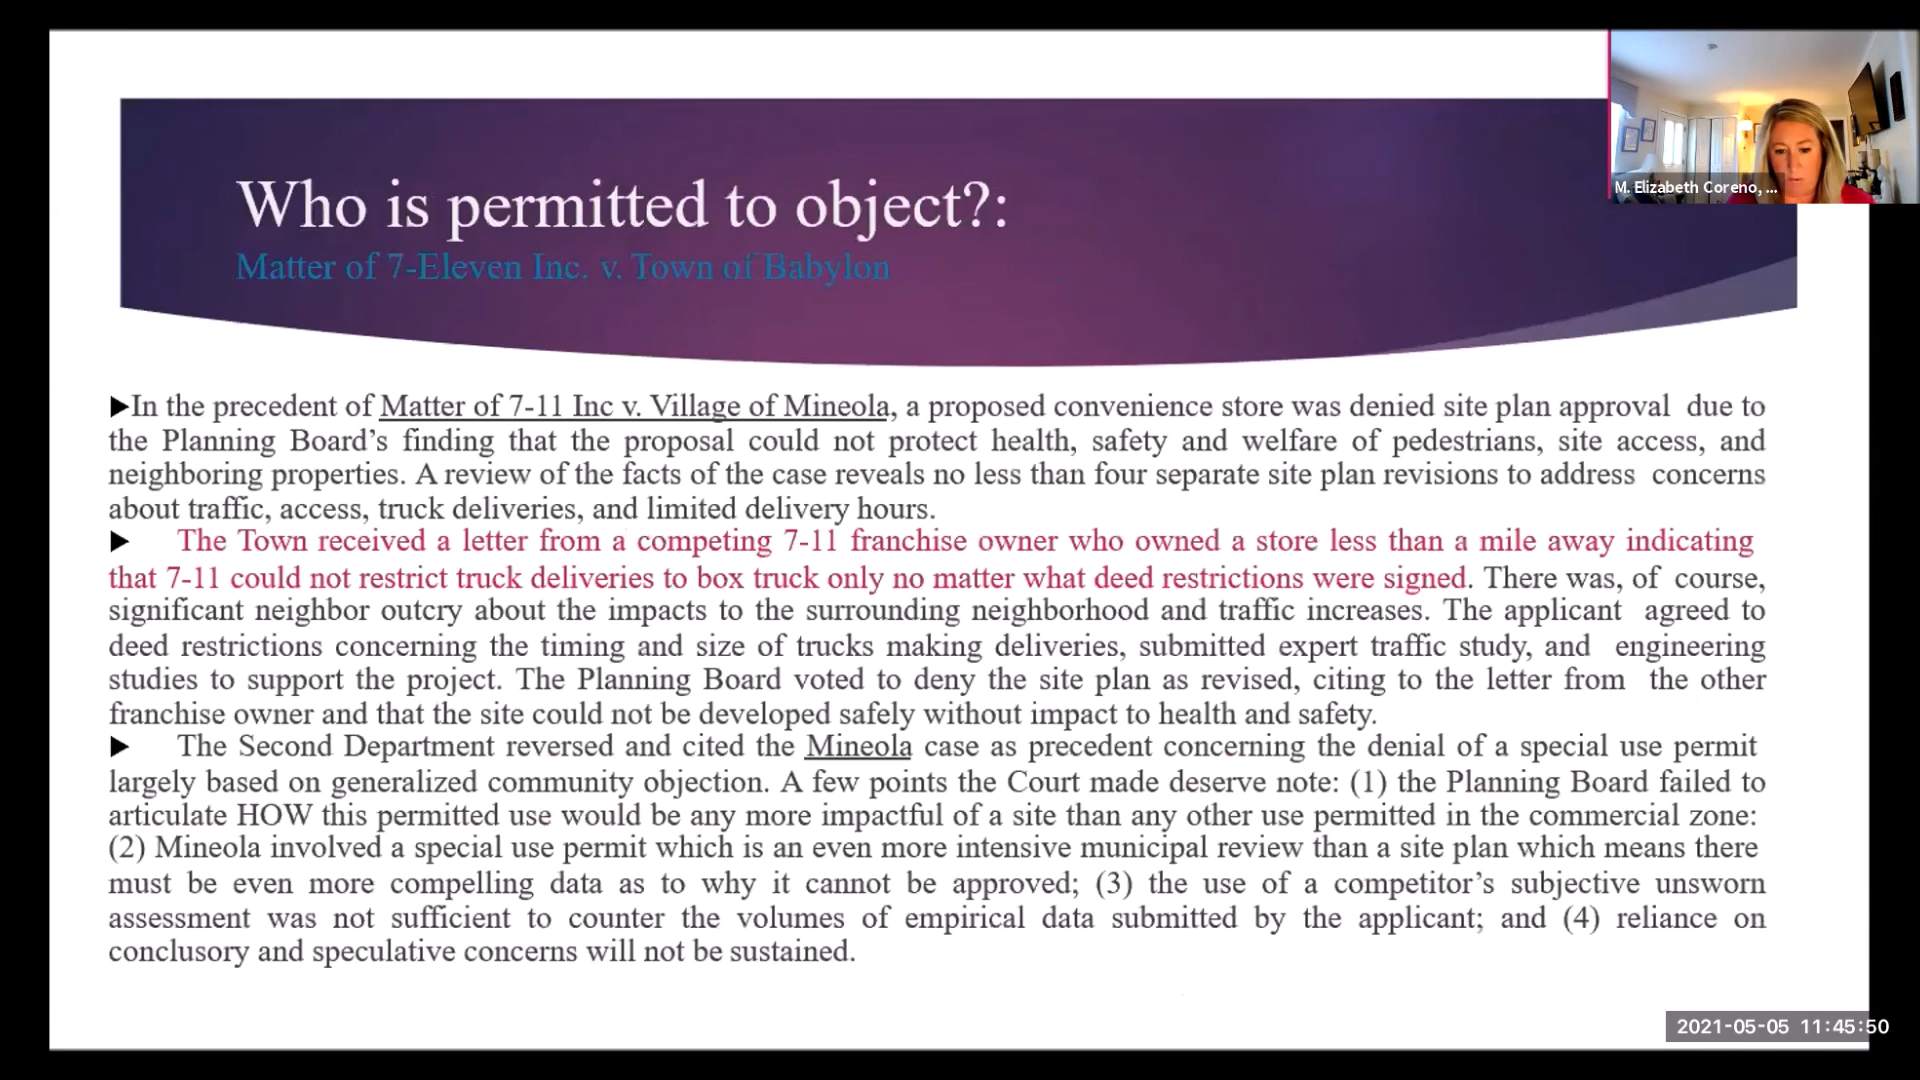 M. Elizabeth Coreno, ...
Who is permitted to object?:
Matter of 7-Eleven Inc. v. Town of Babylon
▶In the precedent of Matter of 7-11 Inc v. Village of Mineola, a proposed convenience store was denied site plan approval due to
the Planning Board’s finding that the proposal could not protect health, safety and welfare of pedestrians, site access, and
neighboring properties. A review of the facts of the case reveals no less than four separate site plan revisions to address concerns
about traffic, access, truck deliveries, and limited delivery hours.
▶ The Town received a letter from a competing 7-11 franchise owner who owned a store less than a mile away indicating
that 7-11 could not restrict truck deliveries to box truck only no matter what deed restrictions were signed. There was, of course,
significant neighbor outcry about the impacts to the surrounding neighborhood and traffic increases. The applicant agreed to
deed restrictions concerning the timing and size of trucks making deliveries, submitted expert traffic study, and engineering
studies to support the project. The Planning Board voted to deny the site plan as revised, citing to the letter from the other
franchise owner and that the site could not be developed safely without impact to health and safety.
▶ The Second Department reversed and cited the Mineola case as precedent concerning the denial of a special use permit
largely based on generalized community objection. A few points the Court made deserve note: (1) the Planning Board failed to
articulate HOW this permitted use would be any more impactful of a site than any other use permitted in the commercial zone:
(2) Mineola involved a special use permit which is an even more intensive municipal review than a site plan which means there
must be even more compelling data as to why it cannot be approved; (3) the use of a competitor’s subjective unsworn
assessment was not sufficient to counter the volumes of empirical data submitted by the applicant; and (4) reliance on
conclusory and speculative concerns will not be sustained.
2021-05-05 11:45:50